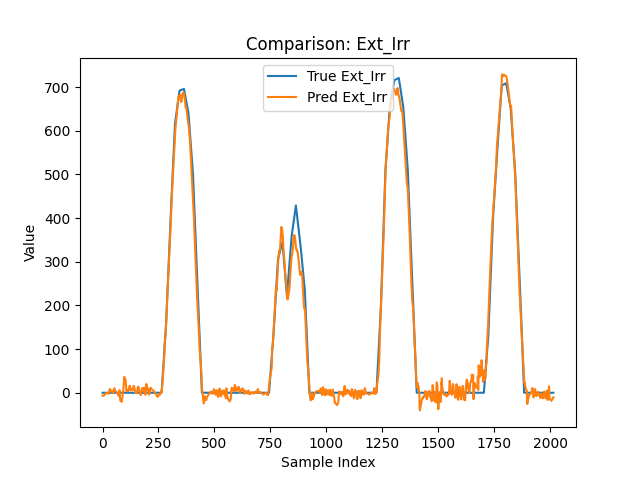 Comparison: Ext_Irr
True Ext_Irr
Pred Ext_Irr
700
600
500
400
300
200
100
0
Value
0 250 500 750 1000 1250 1500 1750 2000
Sample Index